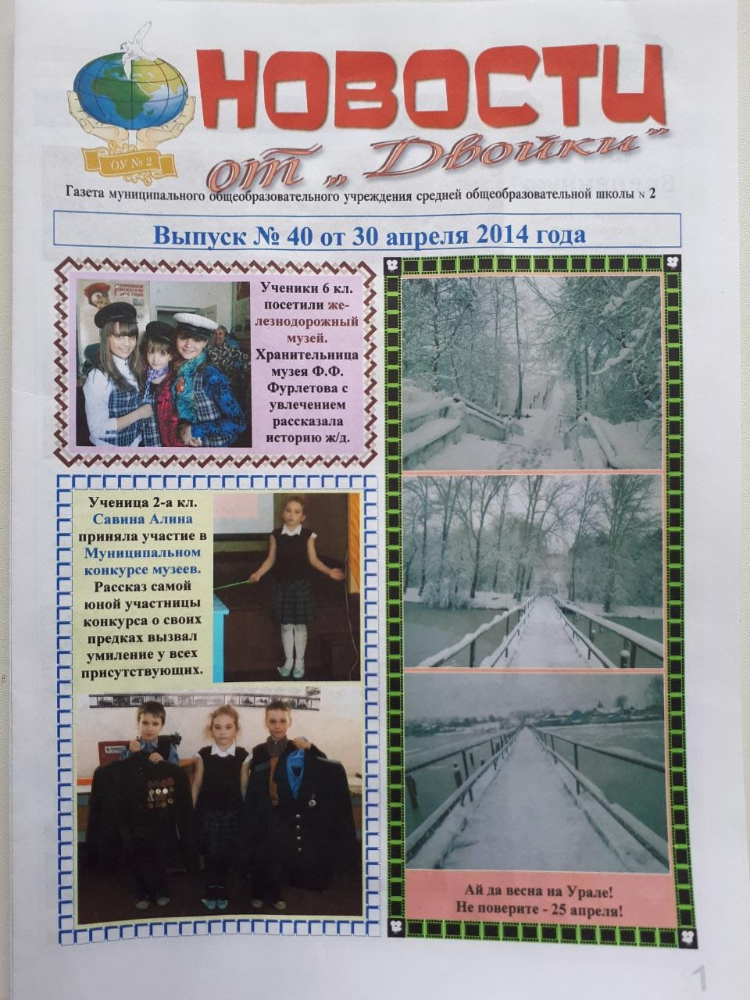 НОВОСТИ
от „Двойки”
ОУ № 2
Газета муниципального общеобразовательного учреждения средней общеобразовательной школы N 2
Выпуск № 40 от 30 апреля 2014 года
Ученики 6 кл.
посетили же-
лезнодорожный
музей.
Хранительница
музея Ф.Ф.
Фурлетова с
увлечением
рассказала
историю ж/д.
Ученица 2-а кл.
Савина Алина
приняла участие в
Муниципальном
конкурсе музеев.
Рассказ самой
юной участницы
конкурса о своих
предках вызвал
умиление у всех
присутствующих.
Ай да весна на Урале!
Не поверите - 25 апреля!
1